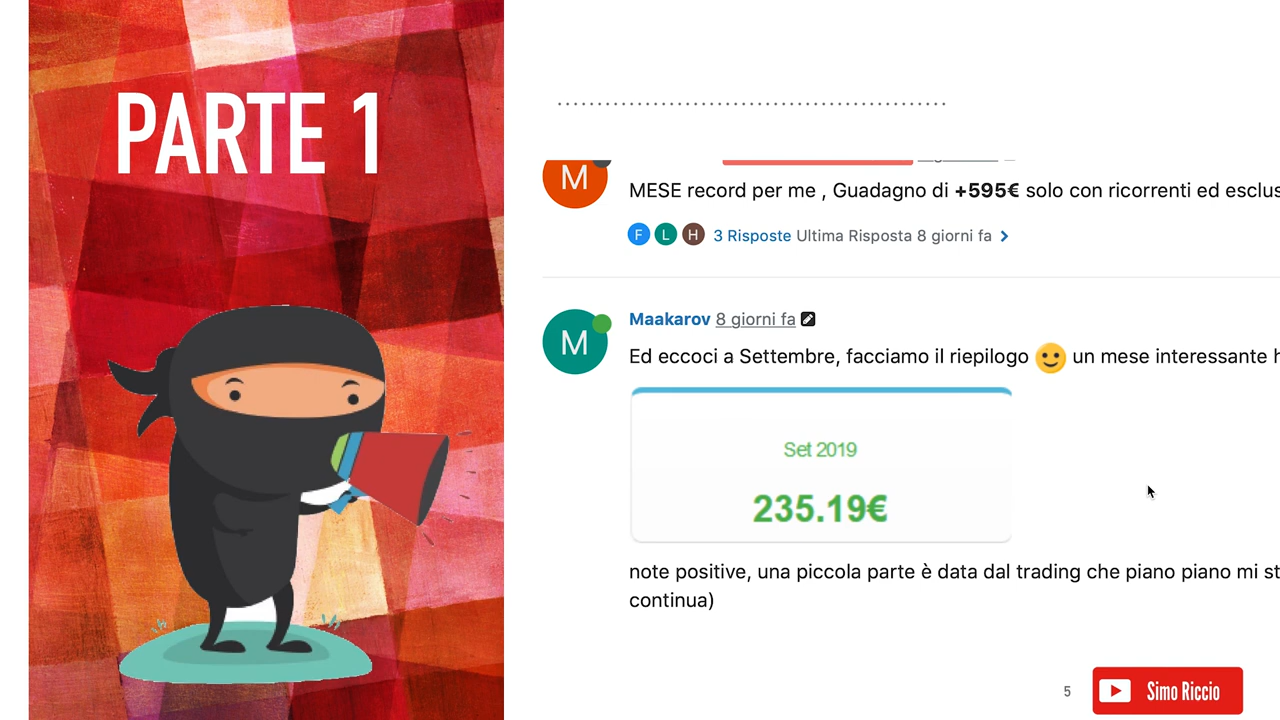 PARTE 1
M
MESE record per me , Guadagno di +595€ solo con ricorrenti ed
F L H 3 Risposte Ultima Risposta 8 giorni fa
M
Maakarov 8 giorni fa
Ed eccoci a Settembre, facciamo il riepilogo 🙂 un mese interessante
Set 2019
235.19€
note positive, una piccola parte è data dal trading che piano piano mi
continua)
5
Simo Riccio